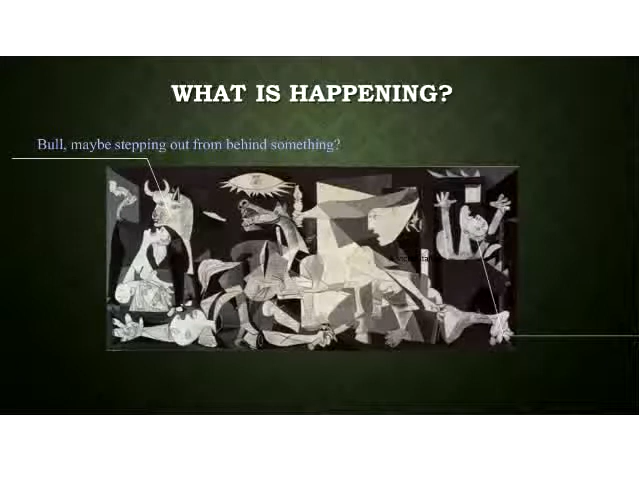 WHAT IS HAPPENING?
Bull, maybe stepping out from behind something?